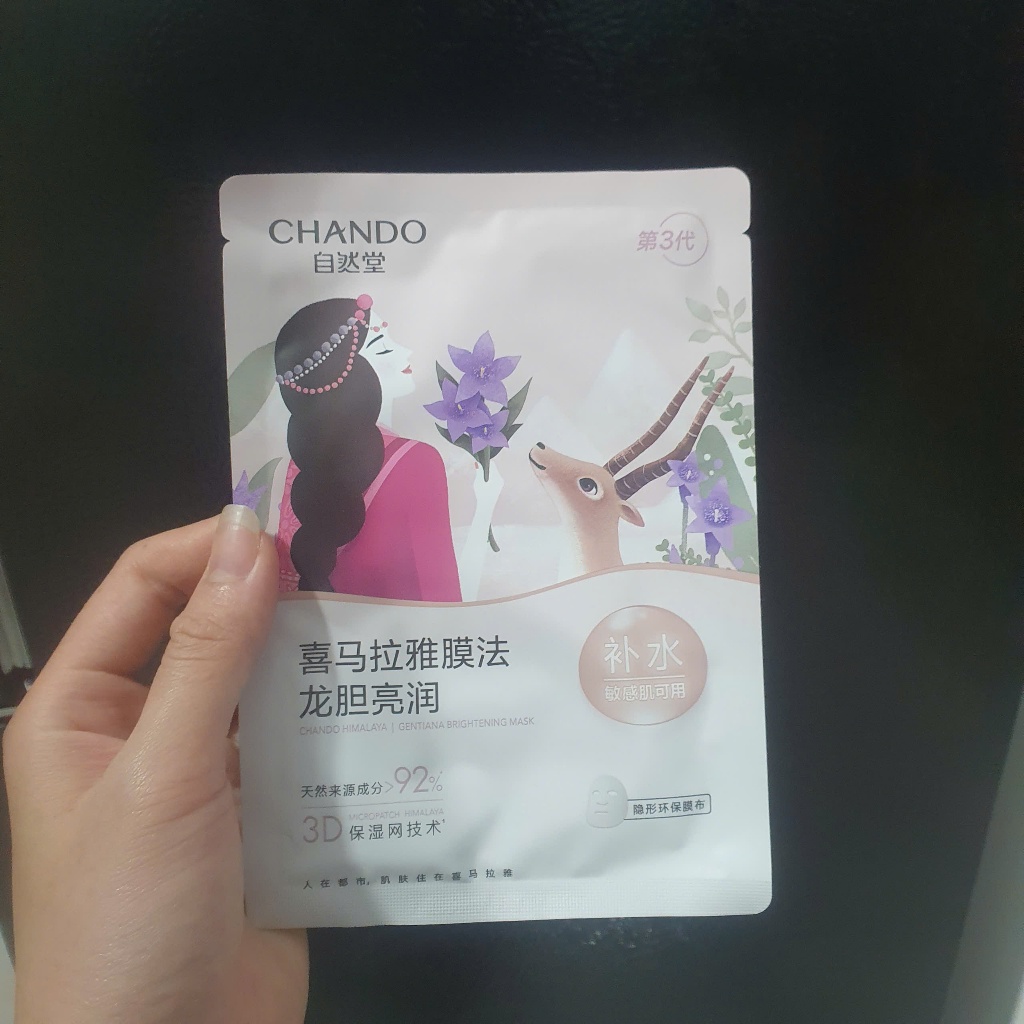 CHANDO
自然堂
第3代
喜马拉雅膜法
龙胆亮润
CHANDO HIMALAYA | GENTIANA BRIGHTENING MASK
补水
敏感肌可用
天然来源成分>92%
MICROPATCH HIMALAYA
3D 保湿网技术*
隐形环保膜布
人在都市,肌肤住在喜马拉雅